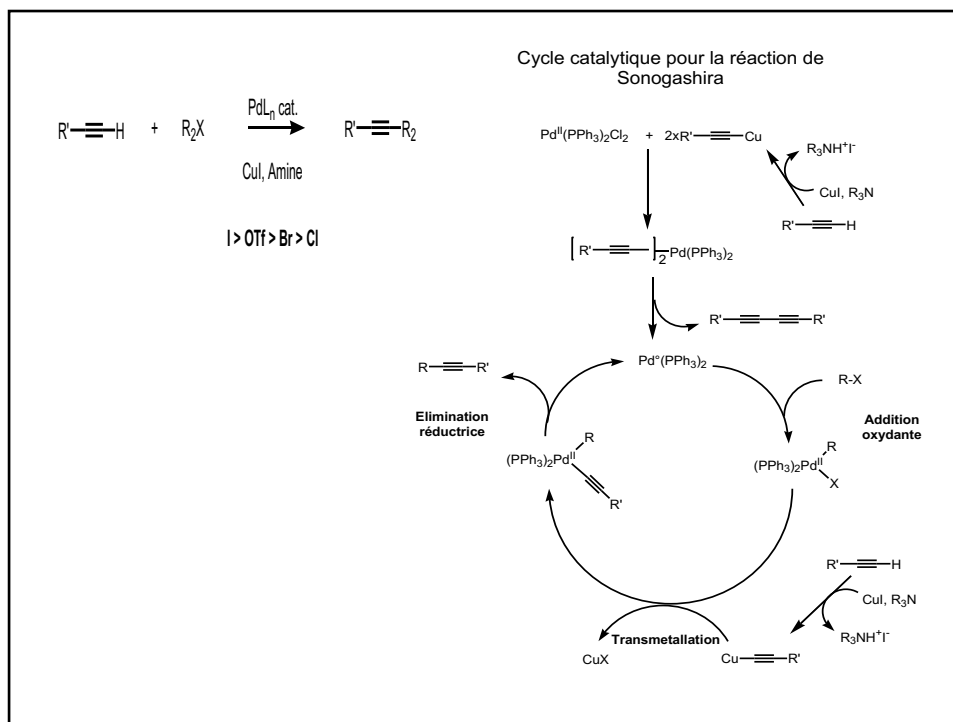 Cycle catalytique pour la réaction de
Sonogashira
R'
H
+
R₂X
PdLₙ cat.
CuI, Amine
R'
R₂
I > OTf > Br > Cl
Pdᴵᴵ(PPh₃)₂Cl₂ + 2xR'
Cu
R₃NH⁺I⁻
CuI, R₃N
R'
H
[ R'
]₂ Pd(PPh₃)₂
R'
R'
Pd°(PPh₃)₂
R
R'
R-X
Elimination
réductrice
Addition
oxydante
R
(PPh₃)₂Pdᴵᴵ
R'
R
(PPh₃)₂Pdᴵᴵ
X
R'
H
CuI, R₃N
R₃NH⁺I⁻
Transmetallation
CuX
Cu
R'